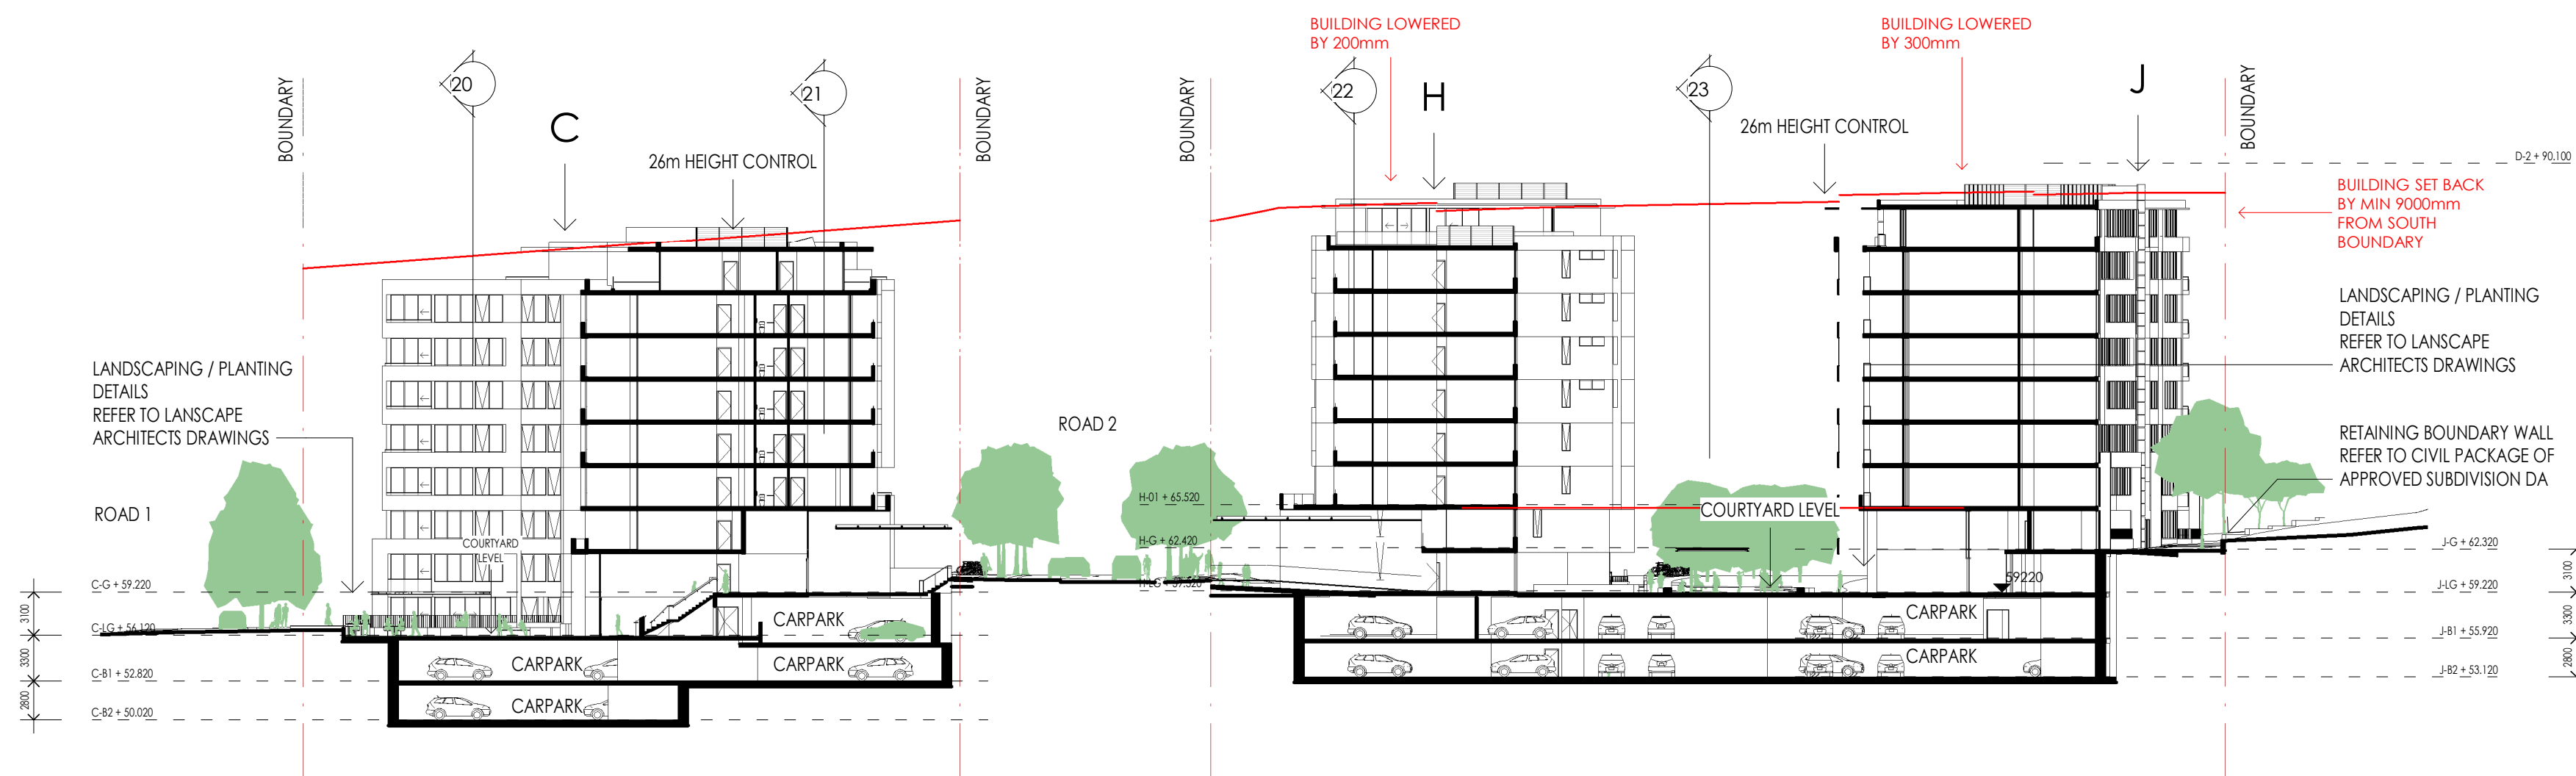 BUILDING LOWERED
BY 200mm
BUILDING LOWERED
BY 300mm
BOUNDARY
20
C
21
26m HEIGHT CONTROL
BOUNDARY
BOUNDARY
22
H
23
26m HEIGHT CONTROL
J
BOUNDARY
D-2 + 90.100
BUILDING SET BACK
BY MIN 9000mm
FROM SOUTH
BOUNDARY
LANDSCAPING / PLANTING
DETAILS
REFER TO LANSCAPE
ARCHITECTS DRAWINGS
LANDSCAPING / PLANTING
DETAILS
REFER TO LANSCAPE
ARCHITECTS DRAWINGS
RETAINING BOUNDARY WALL
REFER TO CIVIL PACKAGE OF
APPROVED SUBDIVISION DA
ROAD 1
ROAD 2
COURTYARD
LEVEL
H-01 + 65.520
COURTYARD LEVEL
H-G + 62.420
J-G + 62.320
C-G + 59.220
59220
J-LG + 59.220
C-LG + 56.120
J-B1 + 55.920
C-B1 + 52.820
J-B2 + 53.120
C-B2 + 50.020
3100
3300
2800
3100
3300
2800
CARPARK
CARPARK
CARPARK
CARPARK
CARPARK
CARPARK